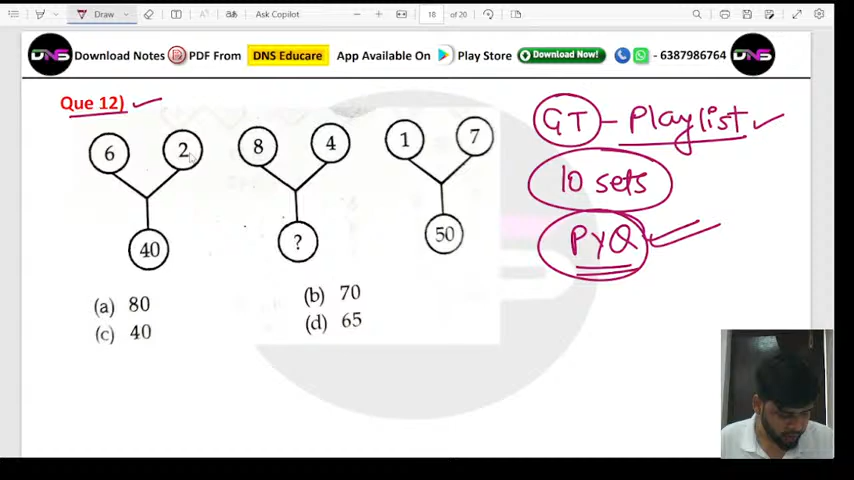 Draw
Ask Copilot
18 of 20
DNS Download Notes PDF From DNS Educare App Available On Play Store Download Now! - 6387986764 DNS
Que 12)
6 2 8 4 1 7
40 ? 50
(a) 80 (b) 70
(c) 40 (d) 65
GT - Playlist
10 sets
PYQ